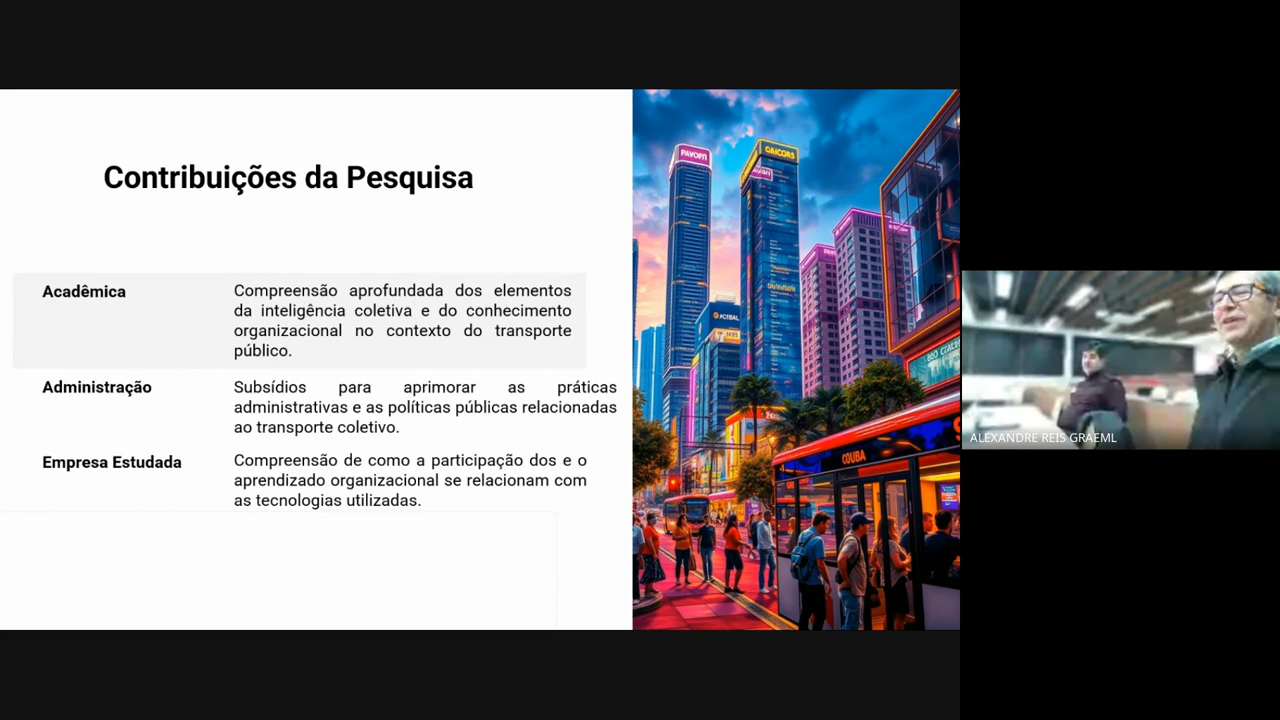 Contribuições da Pesquisa
Acadêmica
Compreensão aprofundada dos elementos
da inteligência coletiva e do conhecimento
organizacional no contexto do transporte
público.
Administração
Subsídios para aprimorar as práticas
administrativas e as políticas públicas relacionadas
ao transporte coletivo.
Empresa Estudada
Compreensão de como a participação dos e o
aprendizado organizacional se relacionam com
as tecnologias utilizadas.
COUBA
ALEXANDRE REIS GRAEML